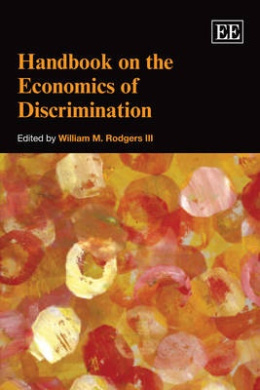 EE
Handbook on the
Economics of
Discrimination
Edited by William M. Rodgers III